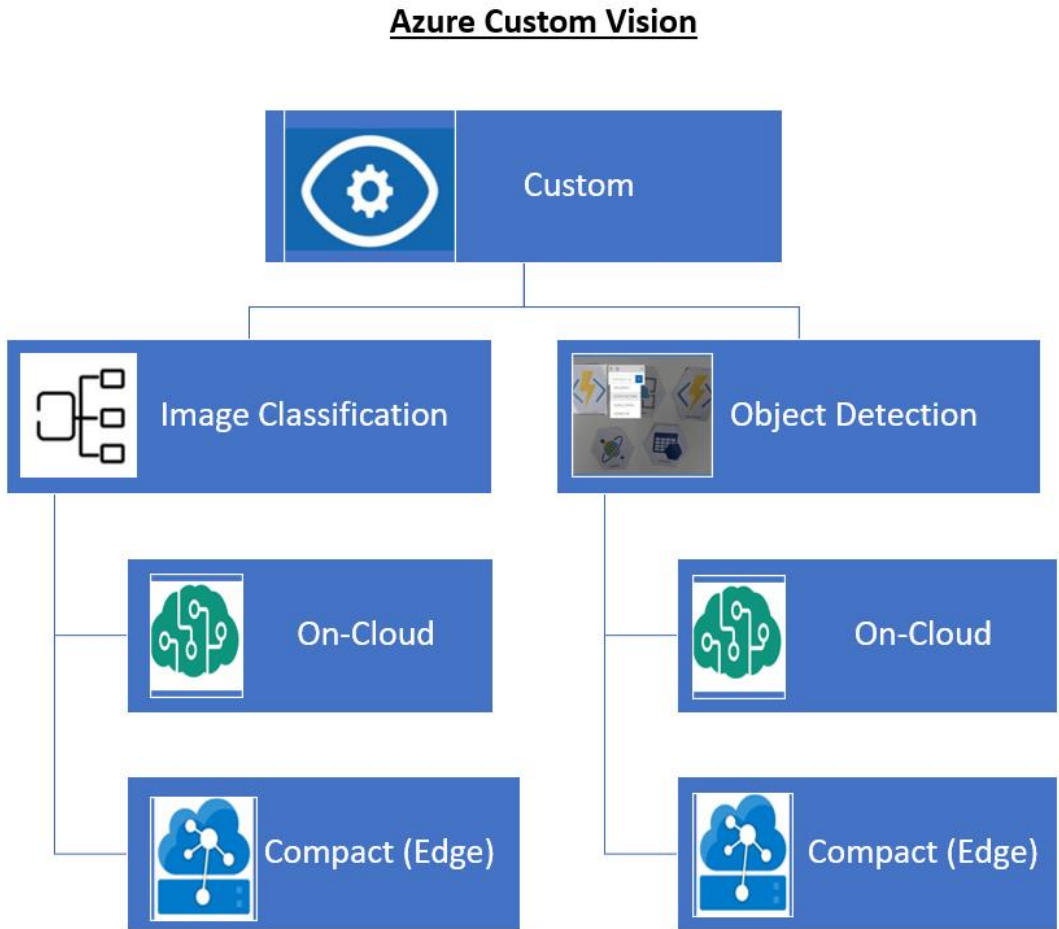 Azure Custom Vision
Custom
Image Classification
Object Detection
On-Cloud
On-Cloud
Compact (Edge)
Compact (Edge)